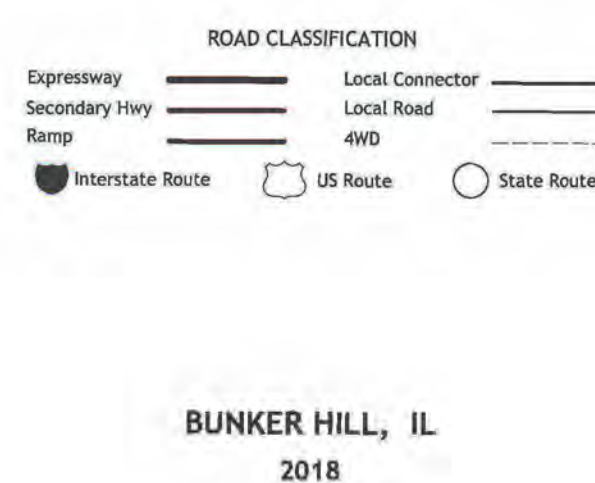 ROAD CLASSIFICATION
Expressway Local Connector
Secondary Hwy Local Road
Ramp 4WD
Interstate Route US Route State Route
BUNKER HILL, IL
2018